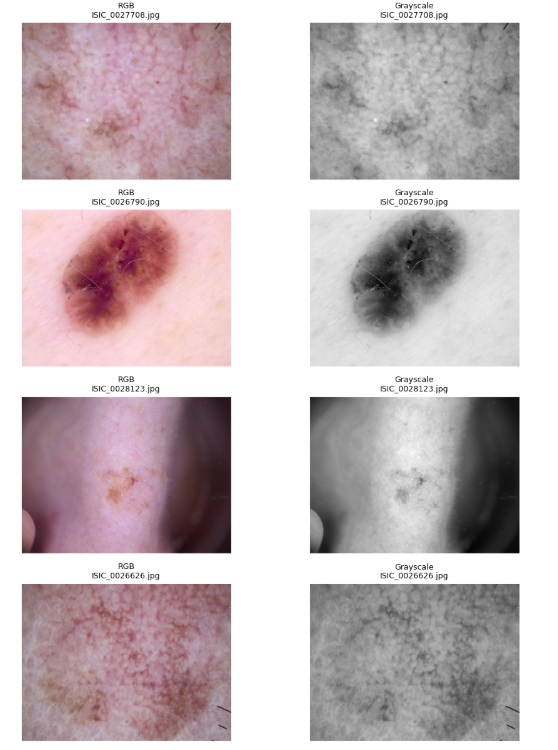 RGB
ISIC_0027708.jpg
Grayscale
ISIC_0027708.jpg
RGB
ISIC_0026790.jpg
Grayscale
ISIC_0026790.jpg
RGB
ISIC_0028123.jpg
Grayscale
ISIC_0028123.jpg
RGB
ISIC_0026626.jpg
Grayscale
ISIC_0026626.jpg